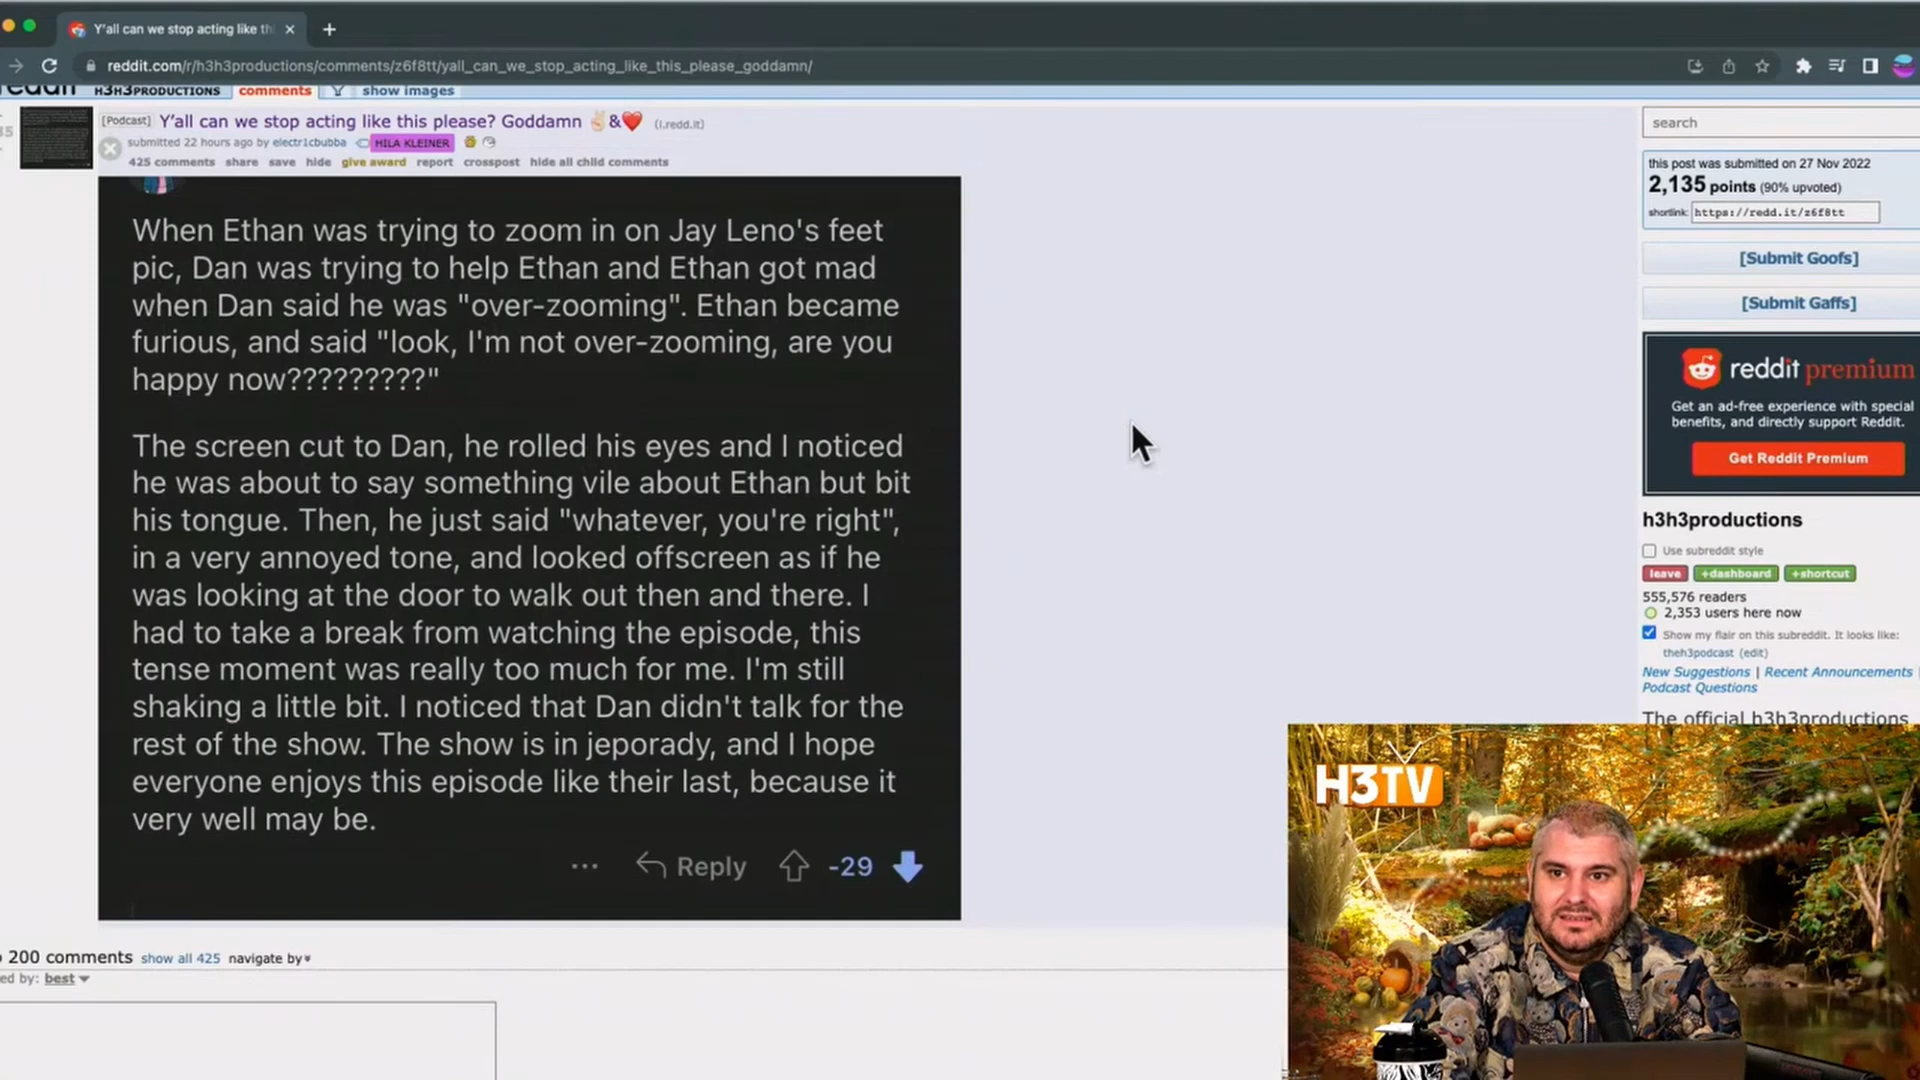 Y'all can we stop acting like thi
reddit.com/r/h3h3productions/comments/z6f8tt/yall_can_we_stop_acting_like_this_please_goddamn/
reddit H3H3PRODUCTIONS comments show images
[Podcast] Y'all can we stop acting like this please? Goddamn ✌🏻&❤️ (i.redd.it)
submitted 22 hours ago by electr1cbubba HILA KLEINER
425 comments share save hide give award report crosspost hide all child comments
When Ethan was trying to zoom in on Jay Leno's feet
pic, Dan was trying to help Ethan and Ethan got mad
when Dan said he was "over-zooming". Ethan became
furious, and said "look, I'm not over-zooming, are you
happy now?????????"
The screen cut to Dan, he rolled his eyes and I noticed
he was about to say something vile about Ethan but bit
his tongue. Then, he just said "whatever, you're right",
in a very annoyed tone, and looked offscreen as if he
was looking at the door to walk out then and there. I
had to take a break from watching the episode, this
tense moment was really too much for me. I'm still
shaking a little bit. I noticed that Dan didn't talk for the
rest of the show. The show is in jeporady, and I hope
everyone enjoys this episode like their last, because it
very well may be.
... Reply -29
200 comments show all 425 navigate by
ed by: best
search
this post was submitted on 27 Nov 2022
2,135 points (90% upvoted)
shortlink: https://redd.it/z6f8tt
[Submit Goofs]
[Submit Gaffs]
reddit premium
Get an ad-free experience with special
benefits, and directly support Reddit.
Get Reddit Premium
h3h3productions
Use subreddit style
leave +dashboard +shortcut
555,576 readers
2,353 users here now
Show my flair on this subreddit. It looks like:
theh3podcast (edit)
New Suggestions | Recent Announcements |
Podcast Questions
The official h3h3productions
H3TV